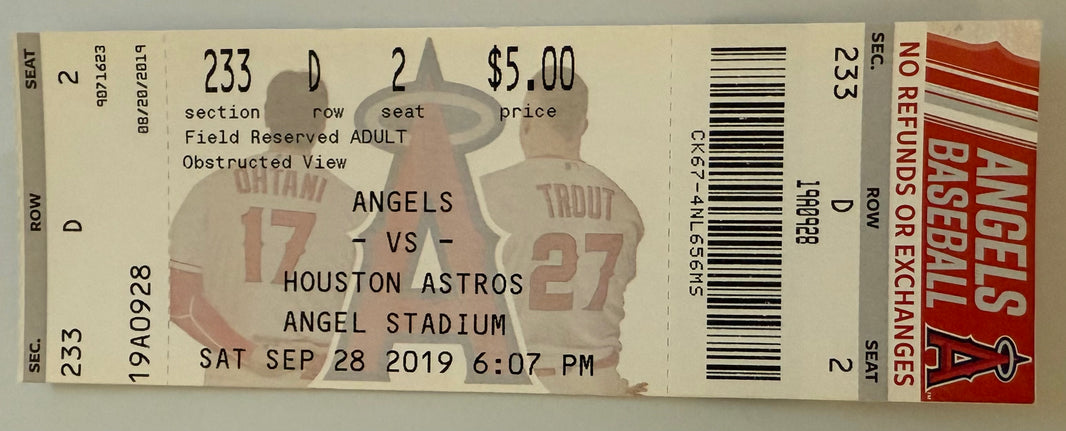 SEAT 2
ROW D
SEC. 233
9071623
08/20/2019
19A0928
233 D 2 $5.00
section row seat price
Field Reserved ADULT
Obstructed View
OHTANI
17
TROUT
27
ANGELS
- VS -
HOUSTON ASTROS
ANGEL STADIUM
SAT SEP 28 2019 6:07 PM
CK67-4NL656MS
19A0928
SEC. 233
ROW D
SEAT 2
NO REFUNDS OR EXCHANGES
ANGELS
BASEBALL
A
TM